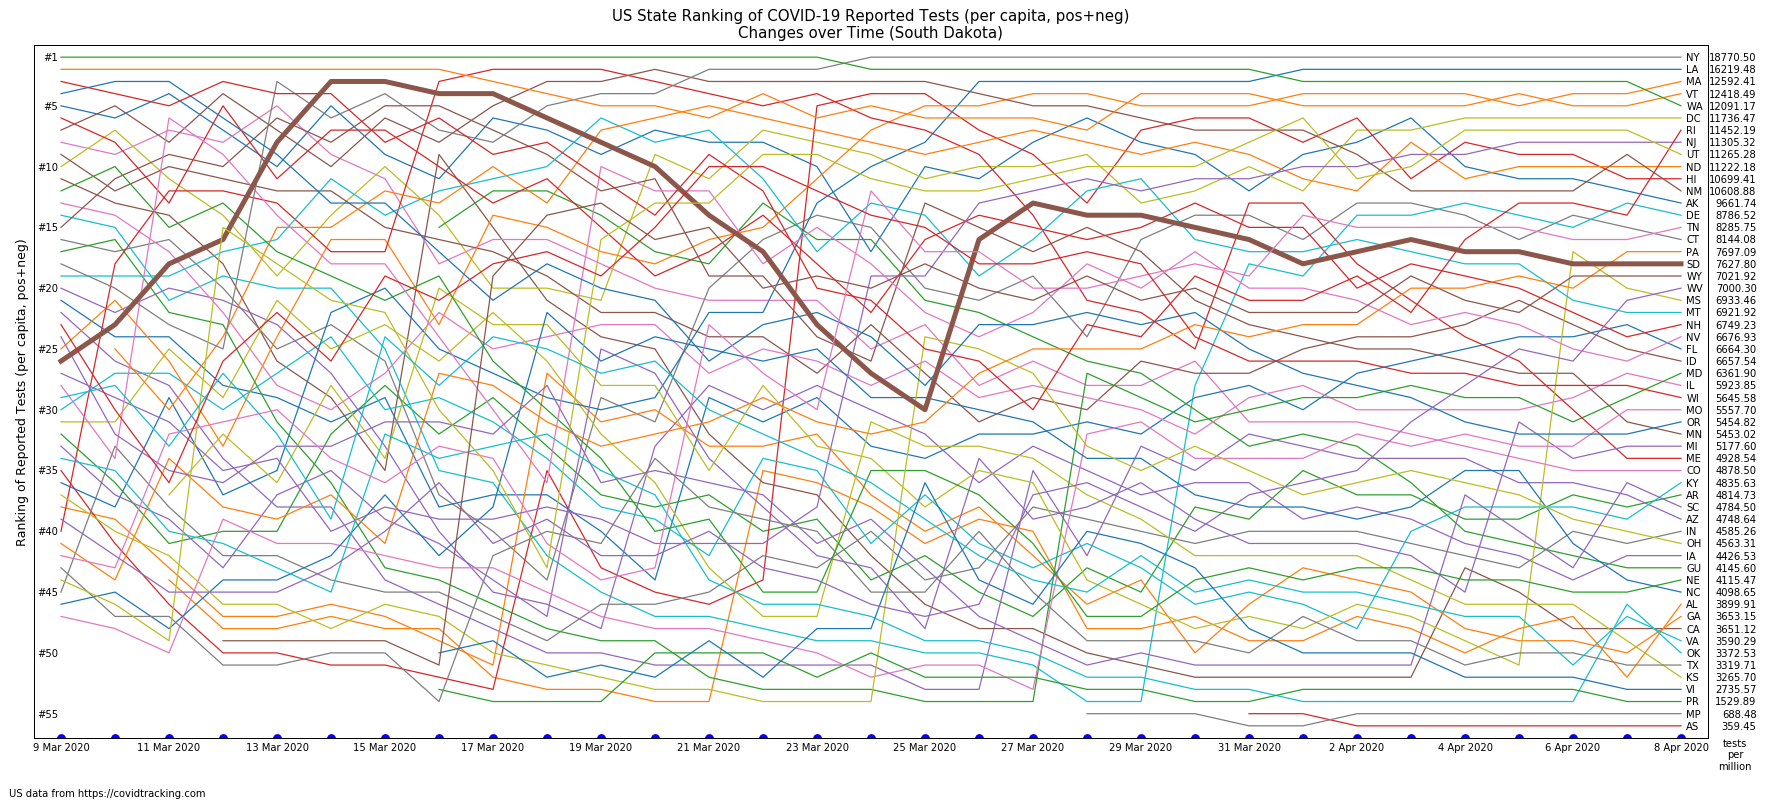 US State Ranking of COVID-19 Reported Tests (per capita, pos+neg)
Changes over Time (South Dakota)
Ranking of Reported Tests (per capita, pos+neg)
#1
#5
#10
#15
#20
#25
#30
#35
#40
#45
#50
#55
NY 18770.50
LA 16219.48
MA 12592.41
VT 12418.49
WA 12091.17
DC 11736.47
RI 11452.19
NJ 11305.32
UT 11265.28
ND 11222.18
HI 10699.41
NM 10608.88
AK 9661.74
DE 8786.52
TN 8285.75
CT 8144.08
PA 7697.09
SD 7627.80
WY 7021.92
WV 7000.30
MS 6933.46
MT 6921.92
NH 6749.23
NV 6676.93
FL 6664.30
ID 6657.54
MD 6361.90
IL 5923.85
WI 5645.58
MO 5557.70
OR 5454.82
MN 5453.02
MI 5177.60
ME 4928.54
CO 4878.50
KY 4835.63
AR 4814.73
SC 4784.50
AZ 4748.64
IN 4585.26
OH 4563.31
IA 4426.53
GU 4145.60
NE 4115.47
NC 4098.65
AL 3899.91
GA 3653.15
CA 3651.12
VA 3590.29
OK 3372.53
TX 3319.71
KS 3265.70
VI 2735.57
PR 1529.89
MP 688.48
AS 359.45
9 Mar 2020 11 Mar 2020 13 Mar 2020 15 Mar 2020 17 Mar 2020 19 Mar 2020 21 Mar 2020 23 Mar 2020 25 Mar 2020 27 Mar 2020 29 Mar 2020 31 Mar 2020 2 Apr 2020 4 Apr 2020 6 Apr 2020 8 Apr 2020
tests
per
million
US data from https://covidtracking.com